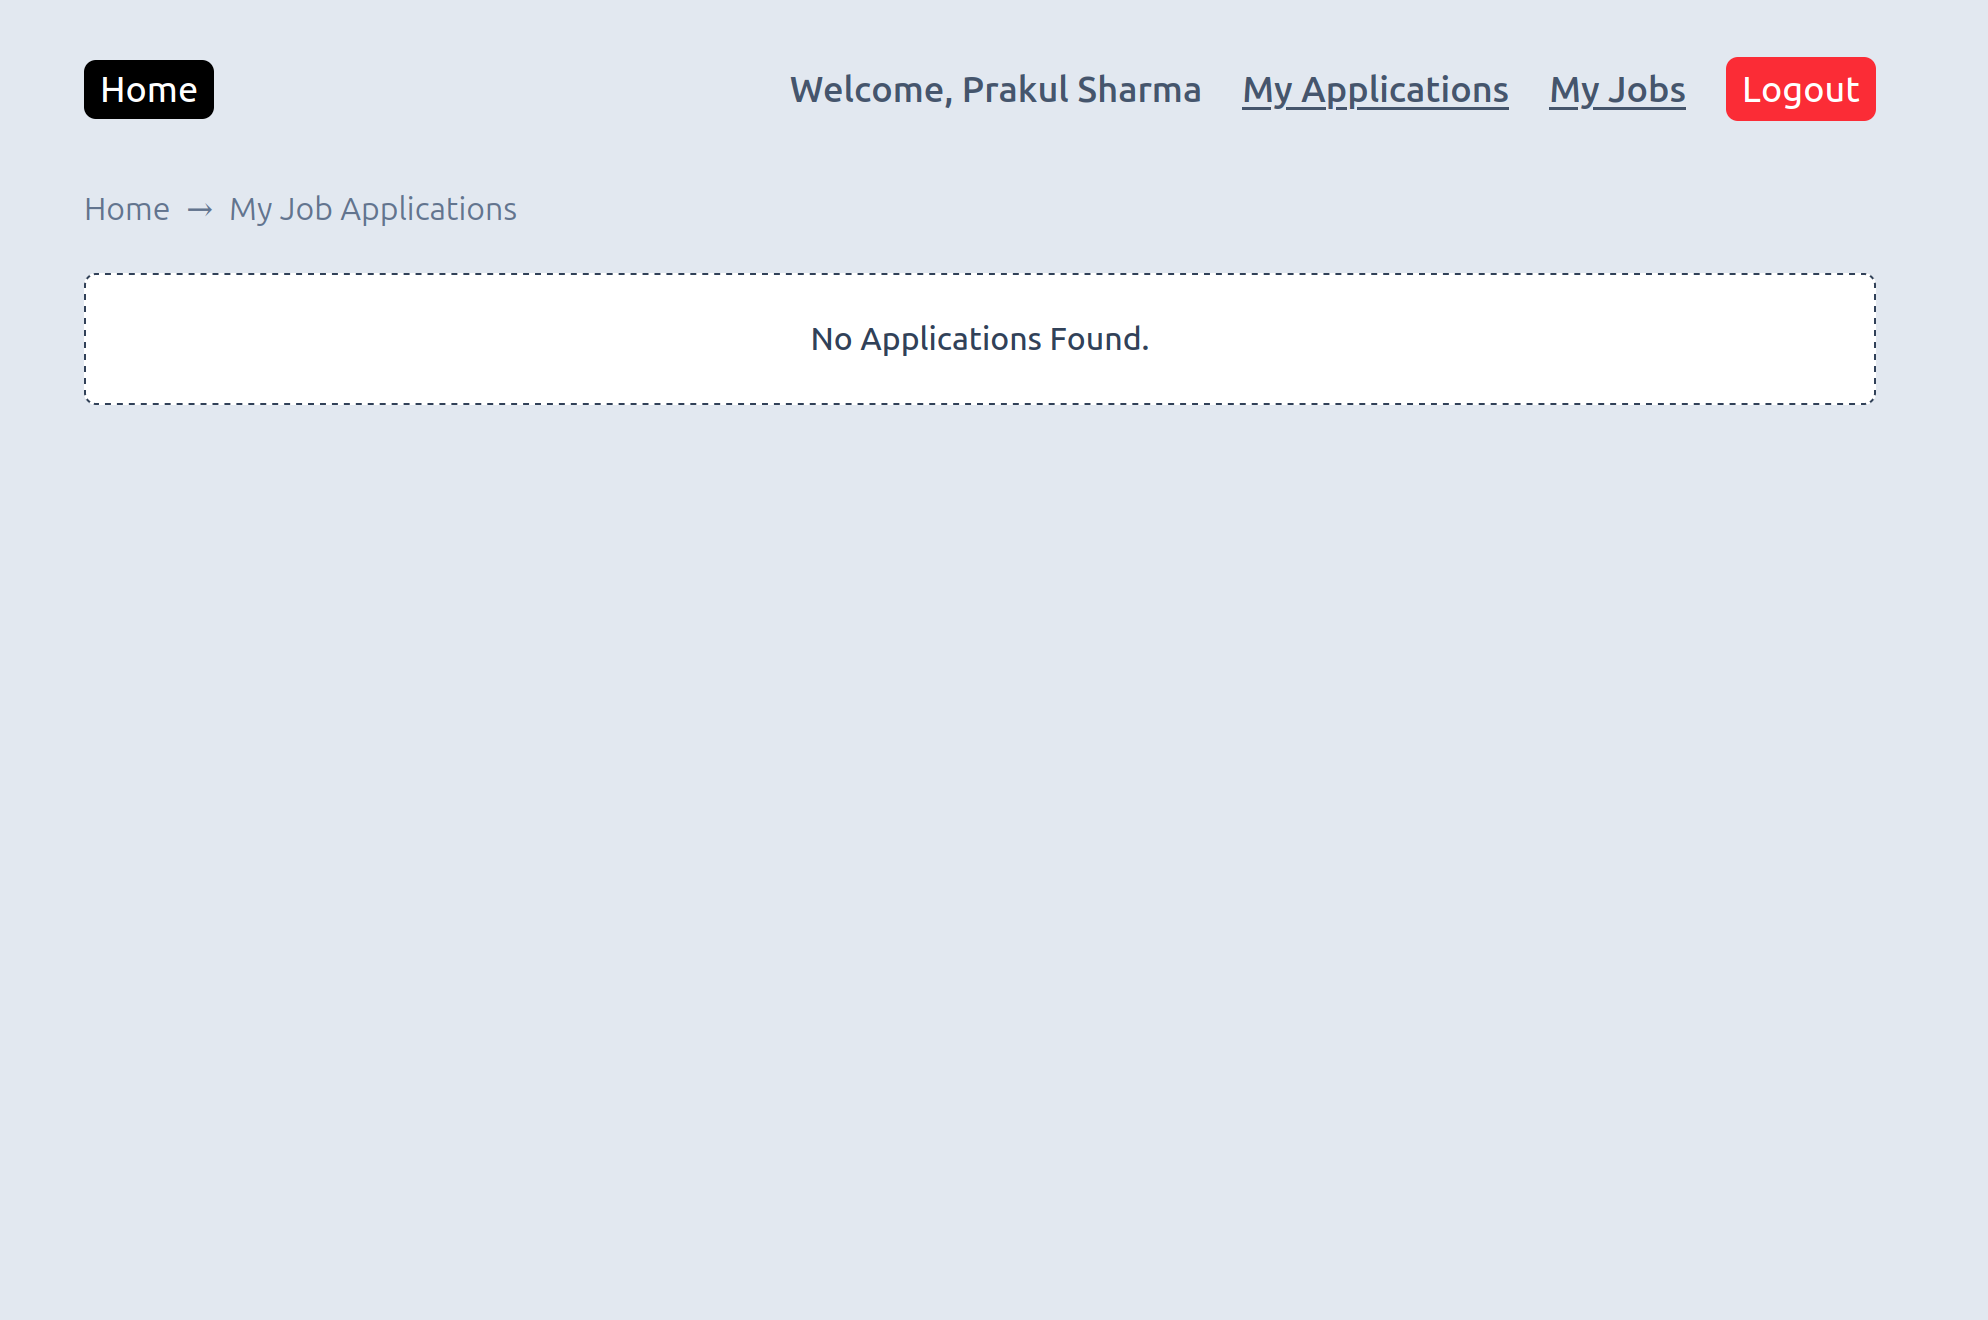 Home Welcome, Prakul Sharma My Applications My Jobs Logout
Home → My Job Applications
No Applications Found.